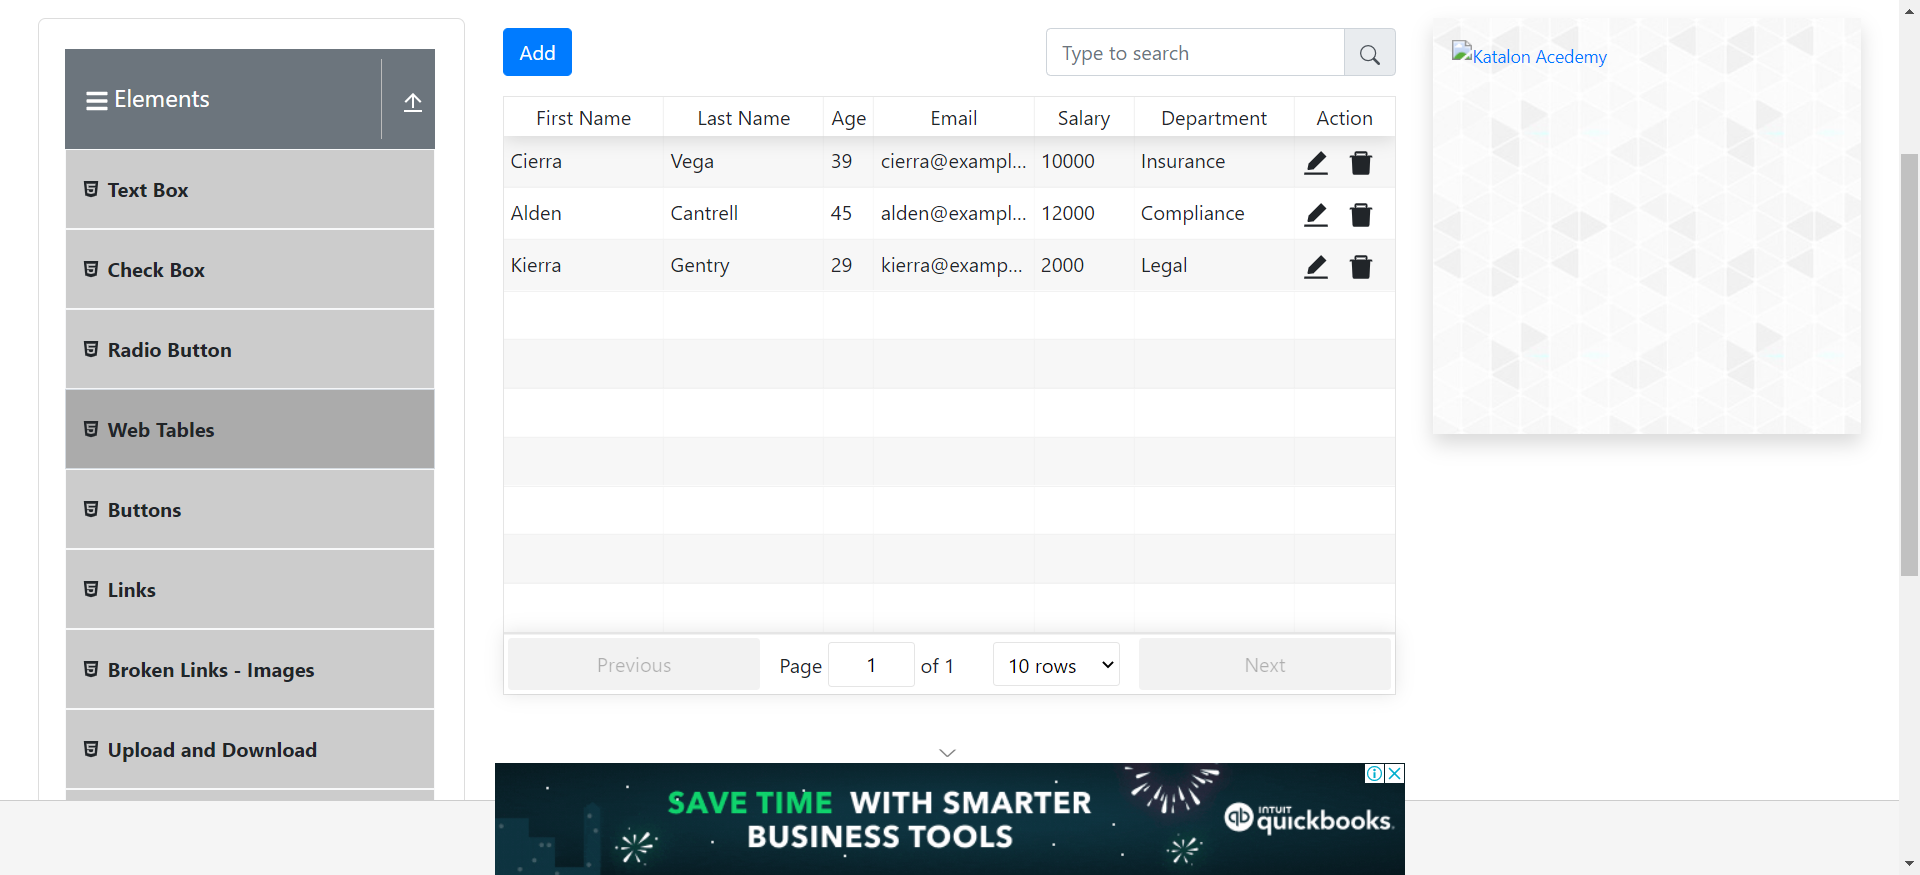 Elements
Text Box
Check Box
Radio Button
Web Tables
Buttons
Links
Broken Links - Images
Upload and Download
Add
Type to search
First Name Last Name Age Email Salary Department Action
Cierra Vega 39 cierra@exampl... 10000 Insurance
Alden Cantrell 45 alden@exampl... 12000 Compliance
Kierra Gentry 29 kierra@examp... 2000 Legal
Previous Page 1 of 1 10 rows Next
Katalon Acedemy
SAVE TIME WITH SMARTER
BUSINESS TOOLS
qb INTUIT
quickbooks.